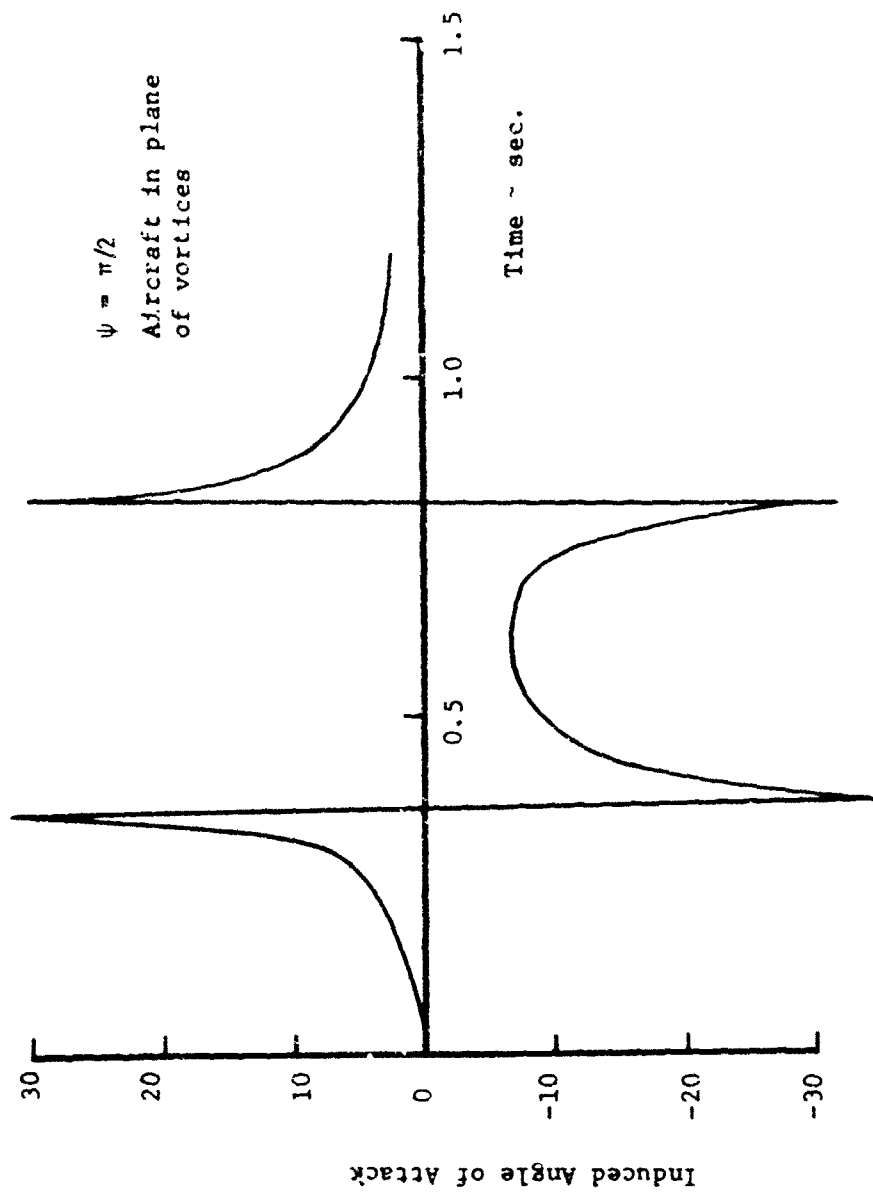 ψ = π/2
Aircraft in plane
of vortices
30
20
10
0
-10
-20
-30
Induced Angle of Attack
0.5
1.0
1.5
Time ~ sec.